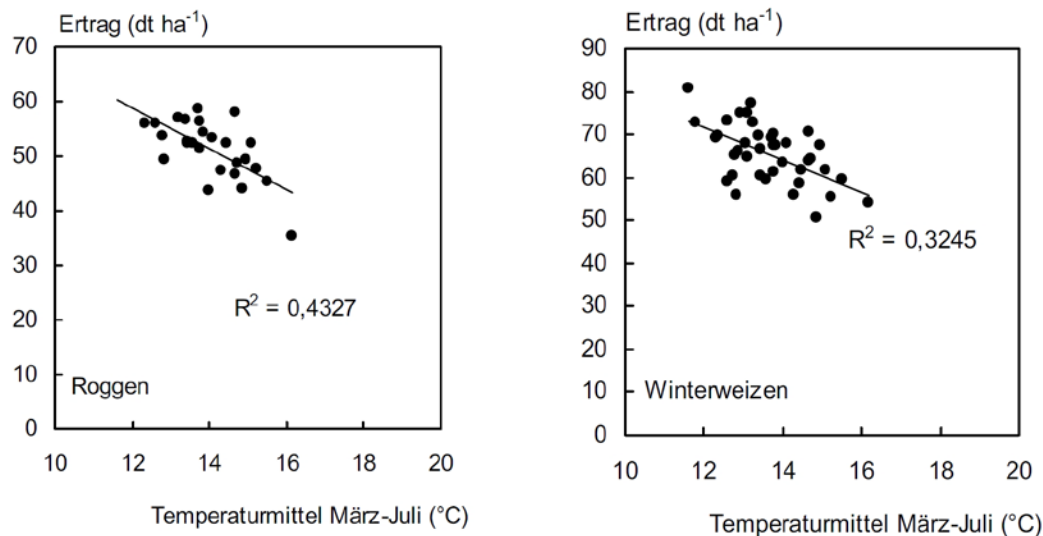 Ertrag (dt ha⁻¹)
70
60
50
40
30
20
10
0
R² = 0,4327
Roggen
10 12 14 16 18 20
Temperaturmittel März-Juli (°C)
Ertrag (dt ha⁻¹)
90
80
70
60
50
40
30
20
10
0
R² = 0,3245
Winterweizen
10 12 14 16 18 20
Temperaturmittel März-Juli (°C)